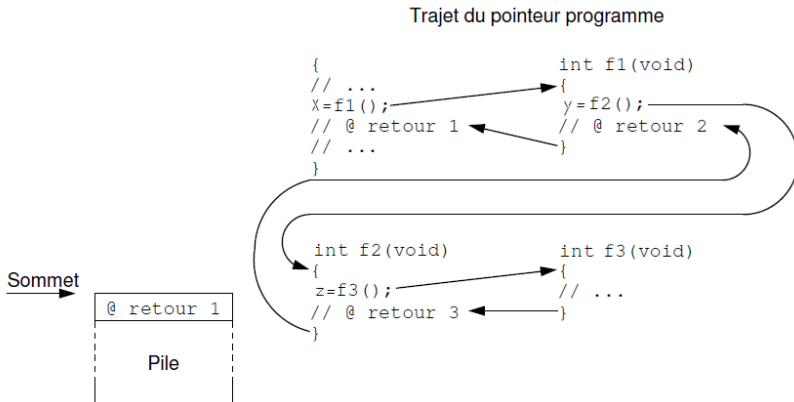 Trajet du pointeur programme
{
// ...
X=f1();
// @ retour 1
// ...
}
int f1(void)
{
y=f2();
// @ retour 2
}
int f2(void)
{
z=f3();
// @ retour 3
}
int f3(void)
{
// ...
}
Sommet
@ retour 1
Pile